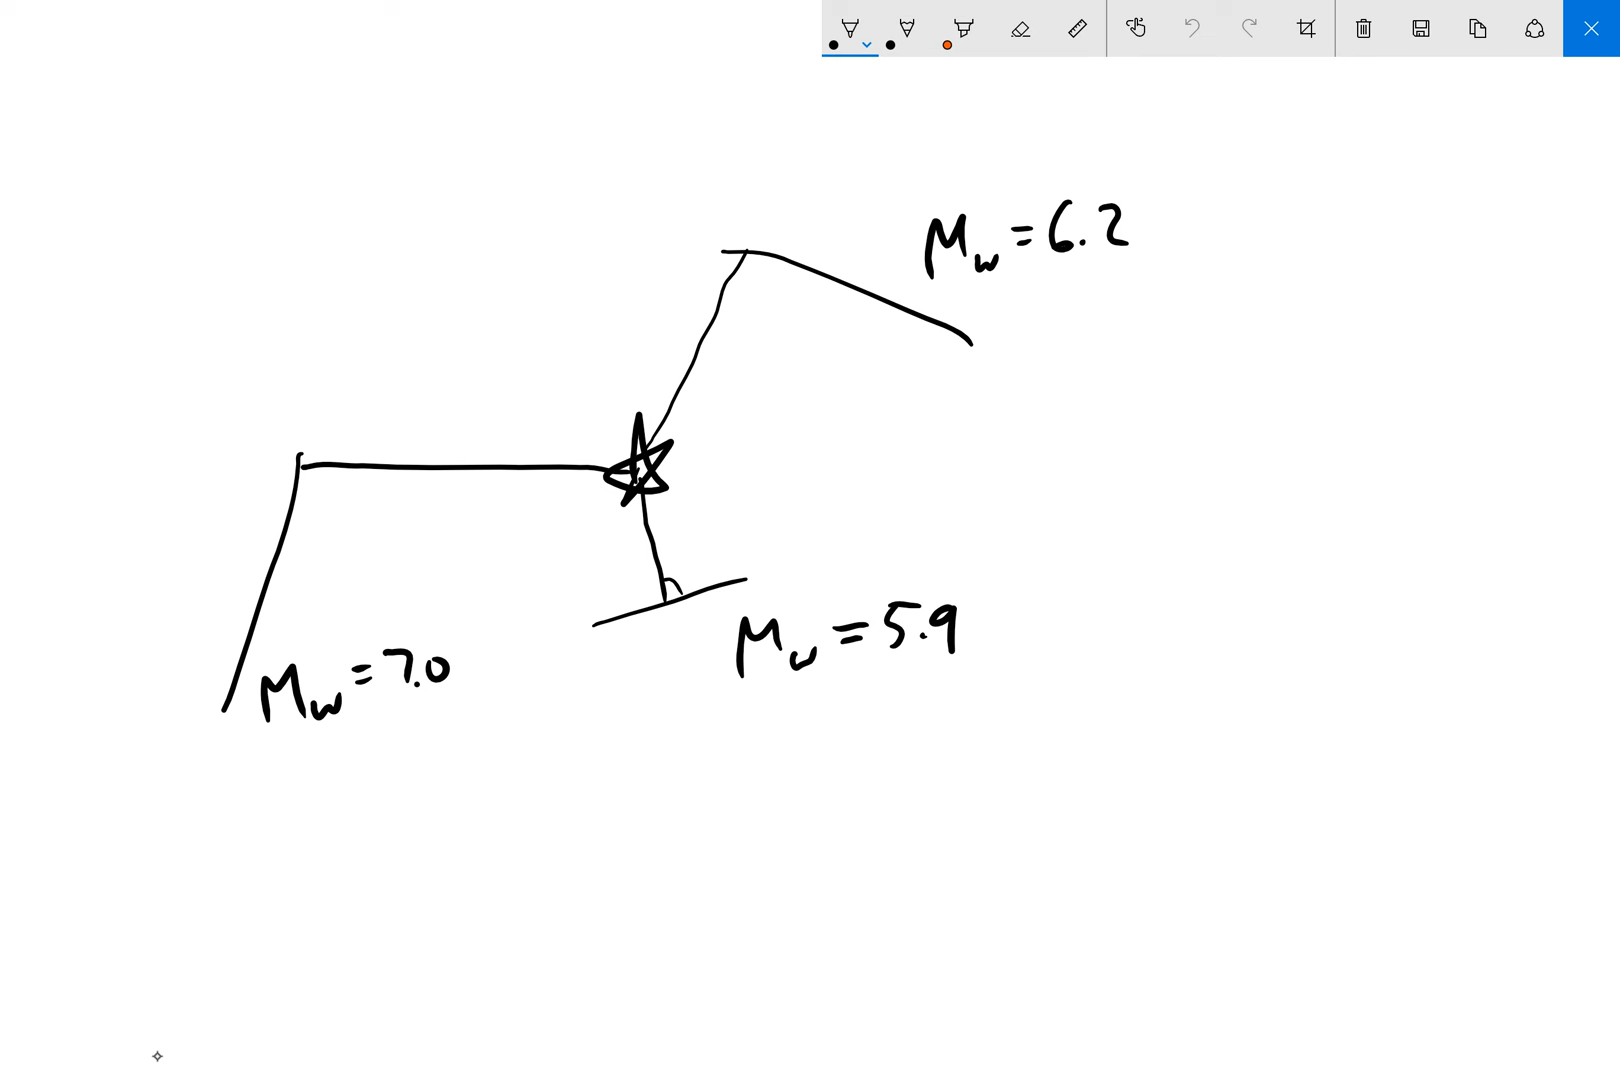 Mw = 6.2
Mw = 5.9
Mw = 7.0